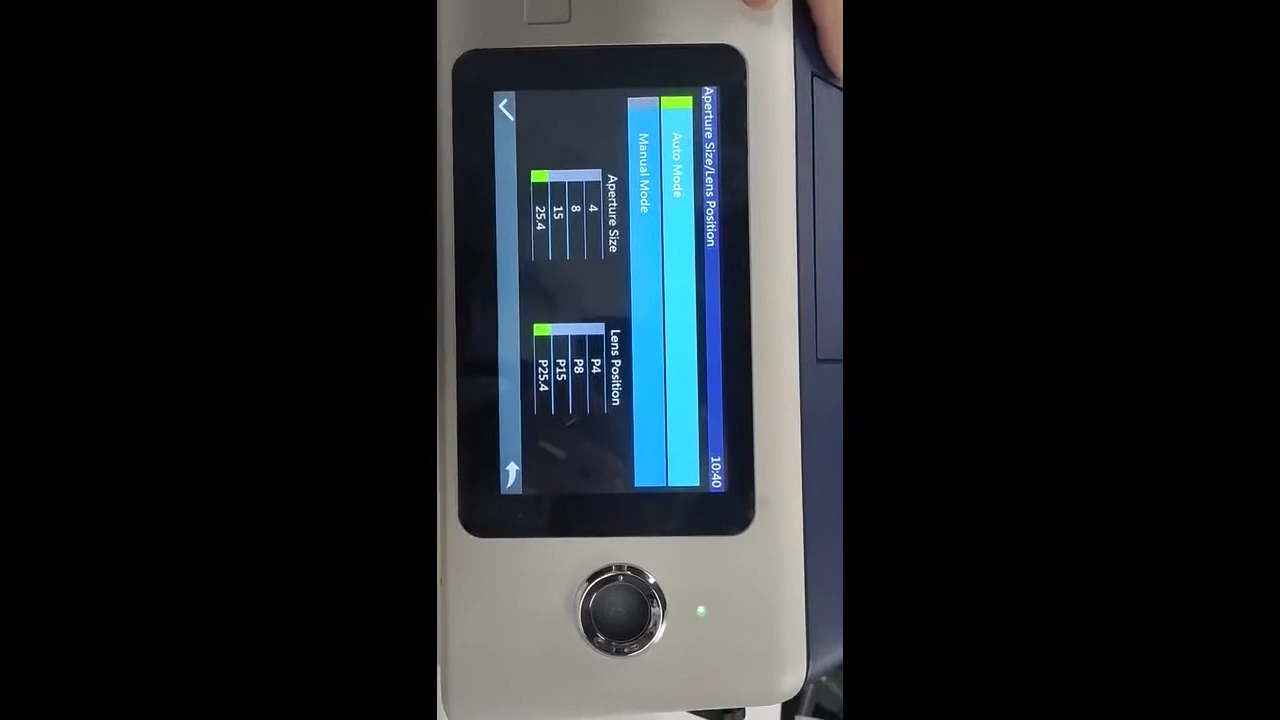 Aperture Size/Lens Position 10:40
Auto Mode
Manual Mode
Aperture Size
4
8
15
25.4
Lens Position
P4
P8
P15
P25.4